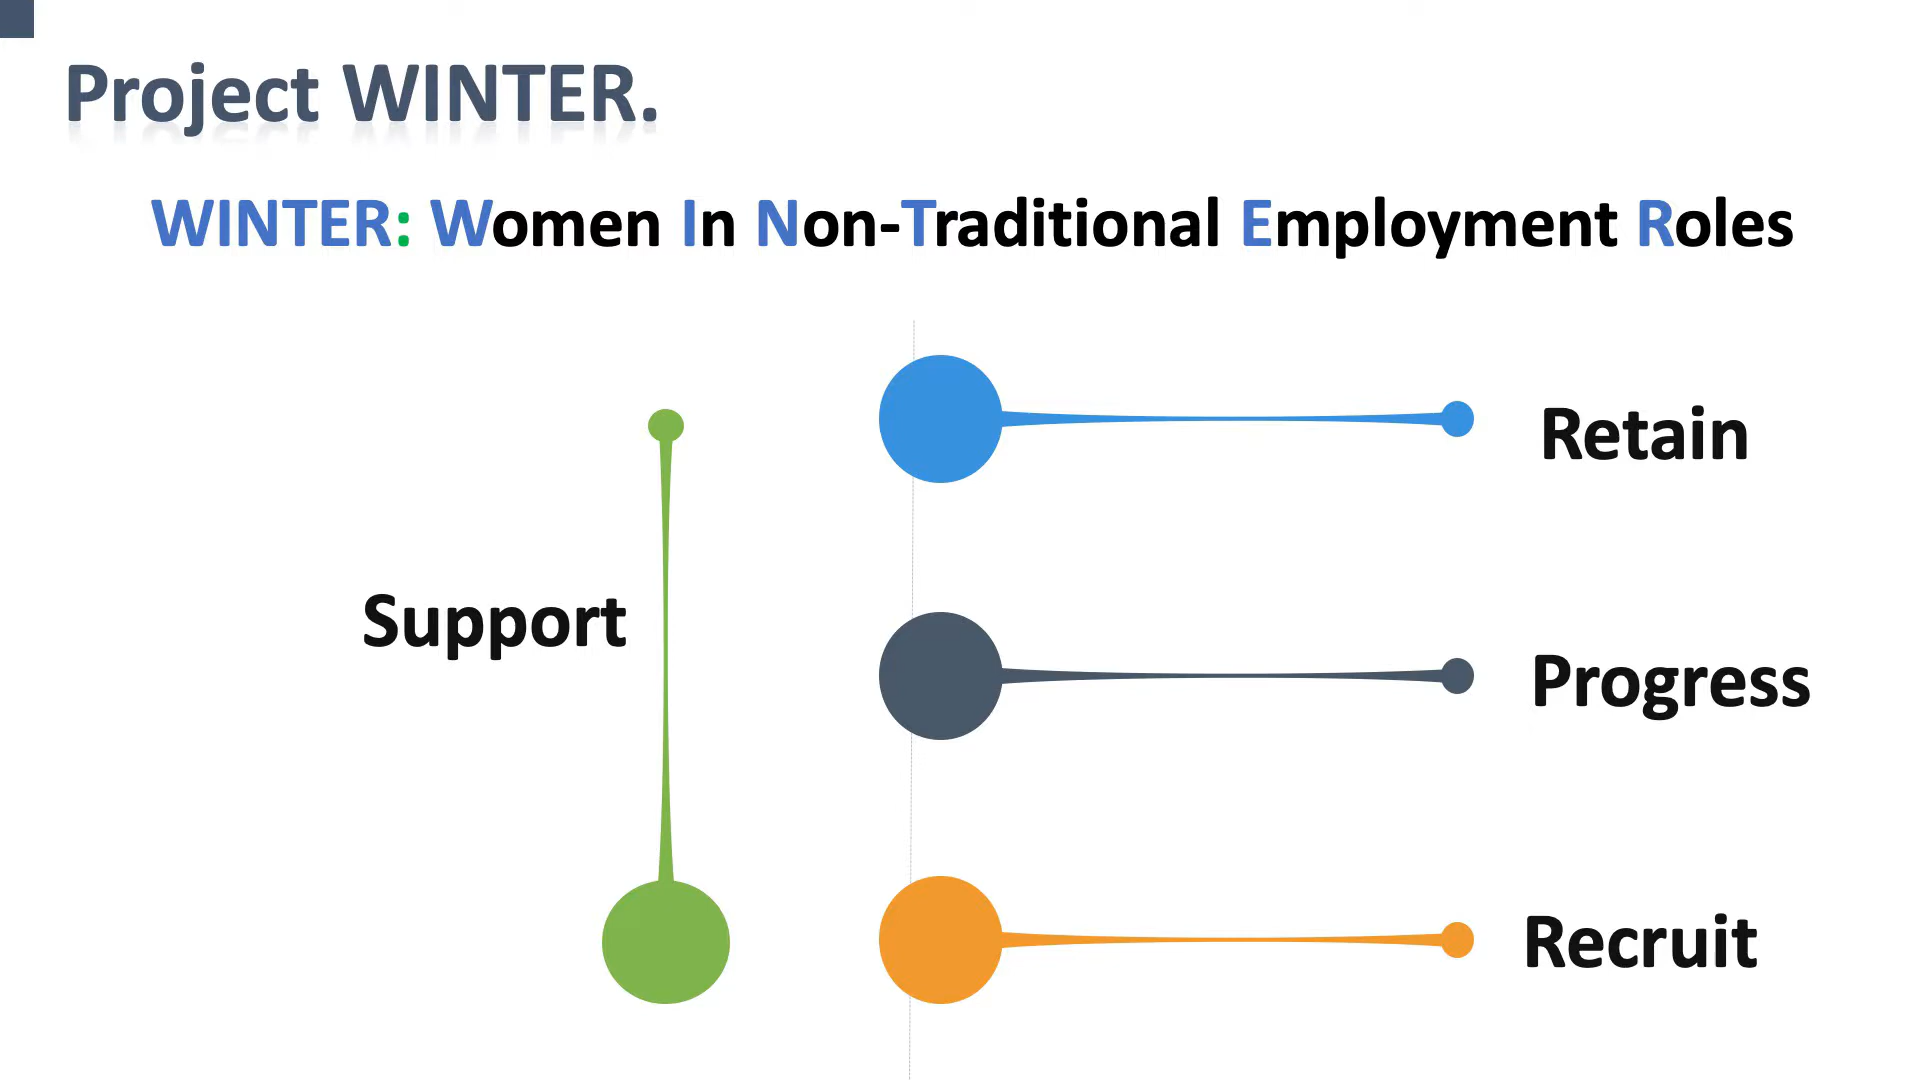 Project WINTER.
WINTER: Women In Non-Traditional Employment Roles
Retain
Support
Progress
Recruit